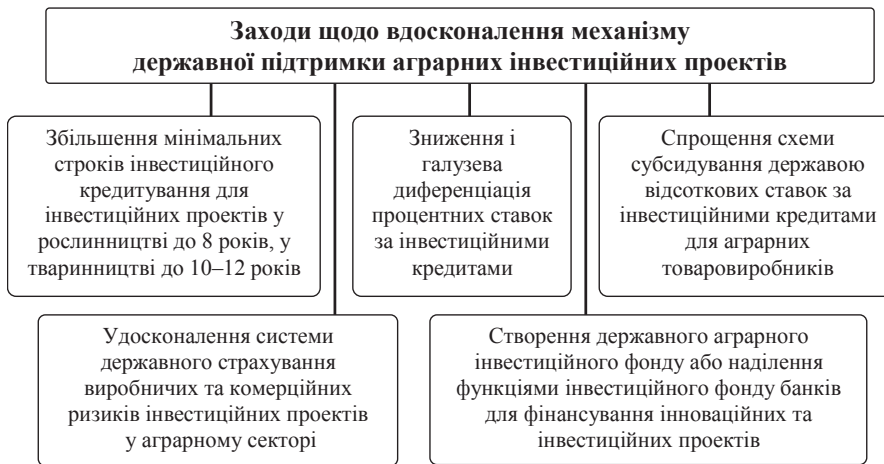 Заходи щодо вдосконалення механізму
державної підтримки аграрних інвестиційних проектів
Збільшення мінімальних
строків інвестиційного
кредитування для
інвестиційних проектів у
рослинництві до 8 років, у
тваринництві до 10–12 років
Зниження і
галузева
диференціація
процентних ставок
за інвестиційними
кредитами
Спрощення схеми
субсидування державою
відсоткових ставок за
інвестиційними кредитами
для аграрних
товаровиробників
Удосконалення системи
державного страхування
виробничих та комерційних
ризиків інвестиційних проектів
у аграрному секторі
Створення державного аграрного
інвестиційного фонду або наділення
функціями інвестиційного фонду банків
для фінансування інноваційних та
інвестиційних проектів